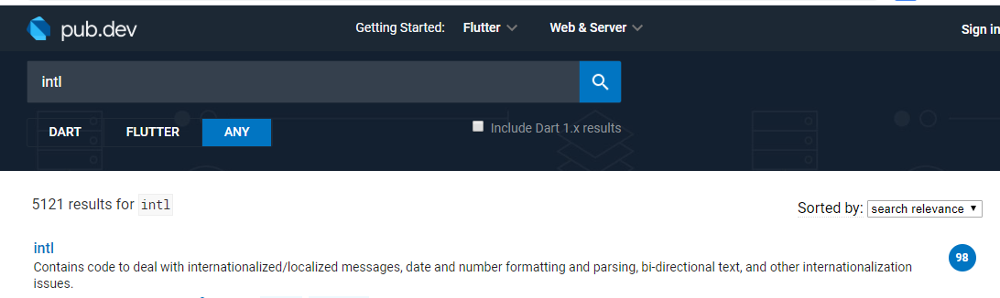 pub.dev
Getting Started: Flutter Web & Server
Sign in
intl
DART FLUTTER ANY
Include Dart 1.x results
5121 results for intl
Sorted by: search relevance
intl
98
Contains code to deal with internationalized/localized messages, date and number formatting and parsing, bi-directional text, and other internationalization
issues.